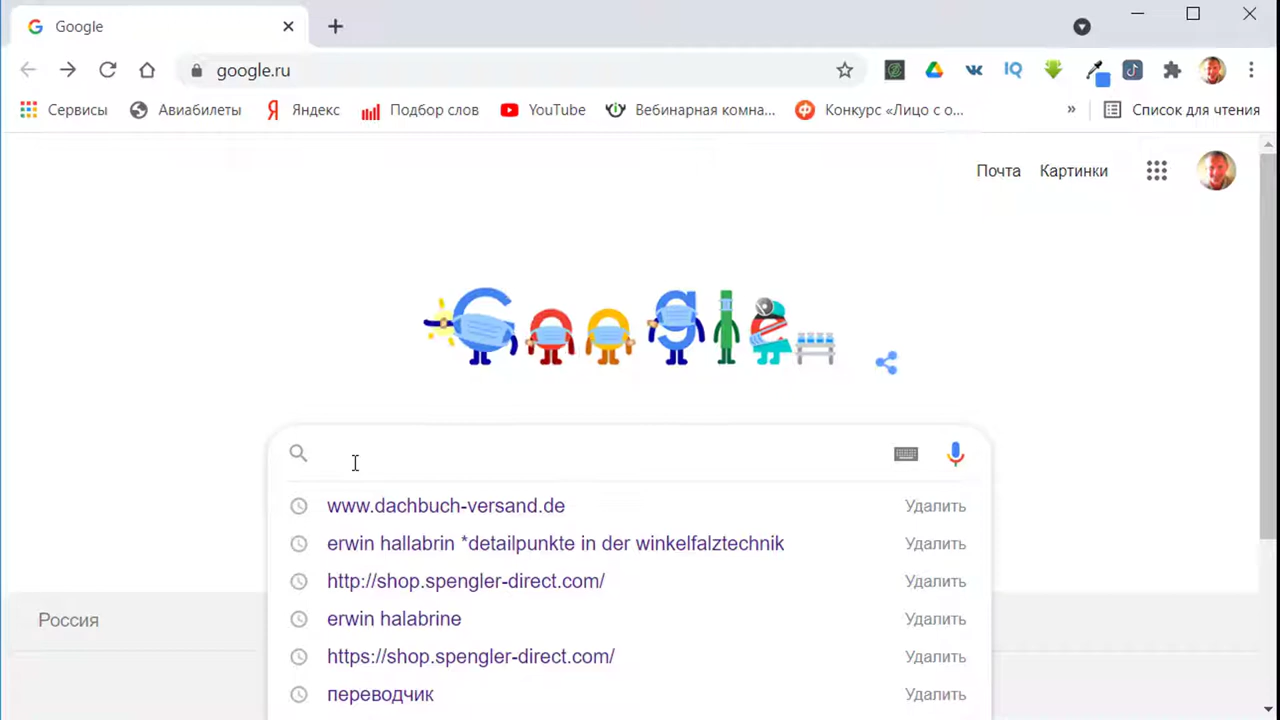 Google
google.ru
Сервисы Авиабилеты Яндекс Подбор слов YouTube Вебинарная комна... Конкурс «Лицо с о... » Список для чтения
Почта Картинки
Google
www.dachbuch-versand.de Удалить
erwin hallabrin *detailpunkte in der winkelfalztechnik Удалить
http://shop.spengler-direct.com/ Удалить
erwin halabrine Удалить
Россия
https://shop.spengler-direct.com/ Удалить
переводчик Удалить